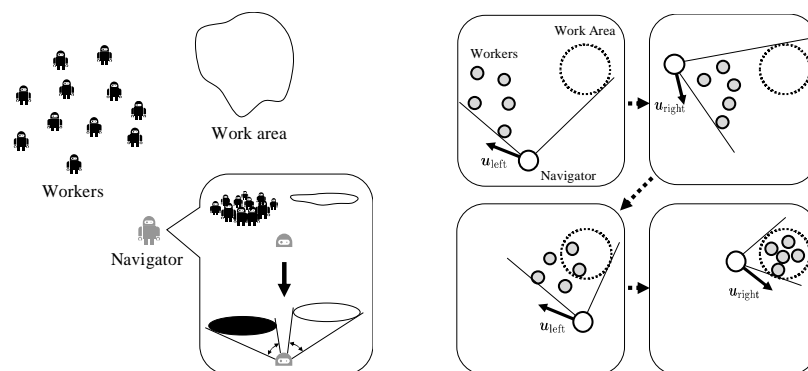 Work area
Workers
Navigator
Work Area
Workers
u_left
Navigator
u_right
u_left
u_right